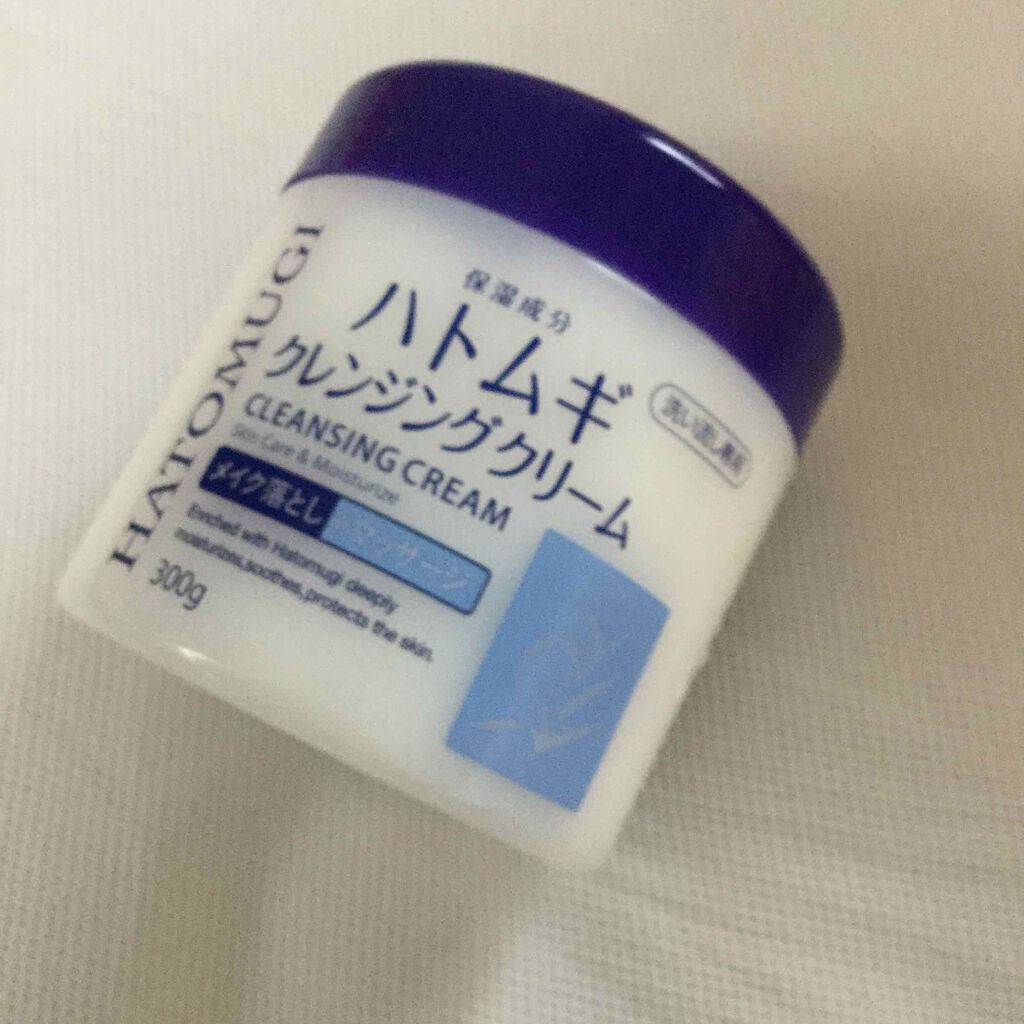 HATOMUGI
保湿成分
ハトムギ
クレンジングクリーム
洗い流し専用
CLEANSING CREAM
Skin Care & Moisturize
メイク落とし
&マッサージ
Enriched with Hatomugi deeply
moisturizes,soothes,protects the skin.
300g